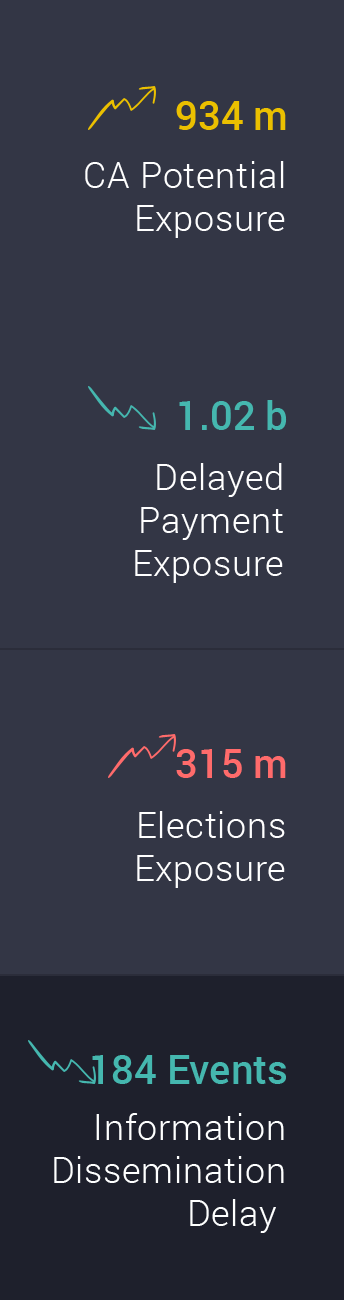 934 m
CA Potential
Exposure
1.02 b
Delayed
Payment
Exposure
315 m
Elections
Exposure
184 Events
Information
Dissemination
Delay